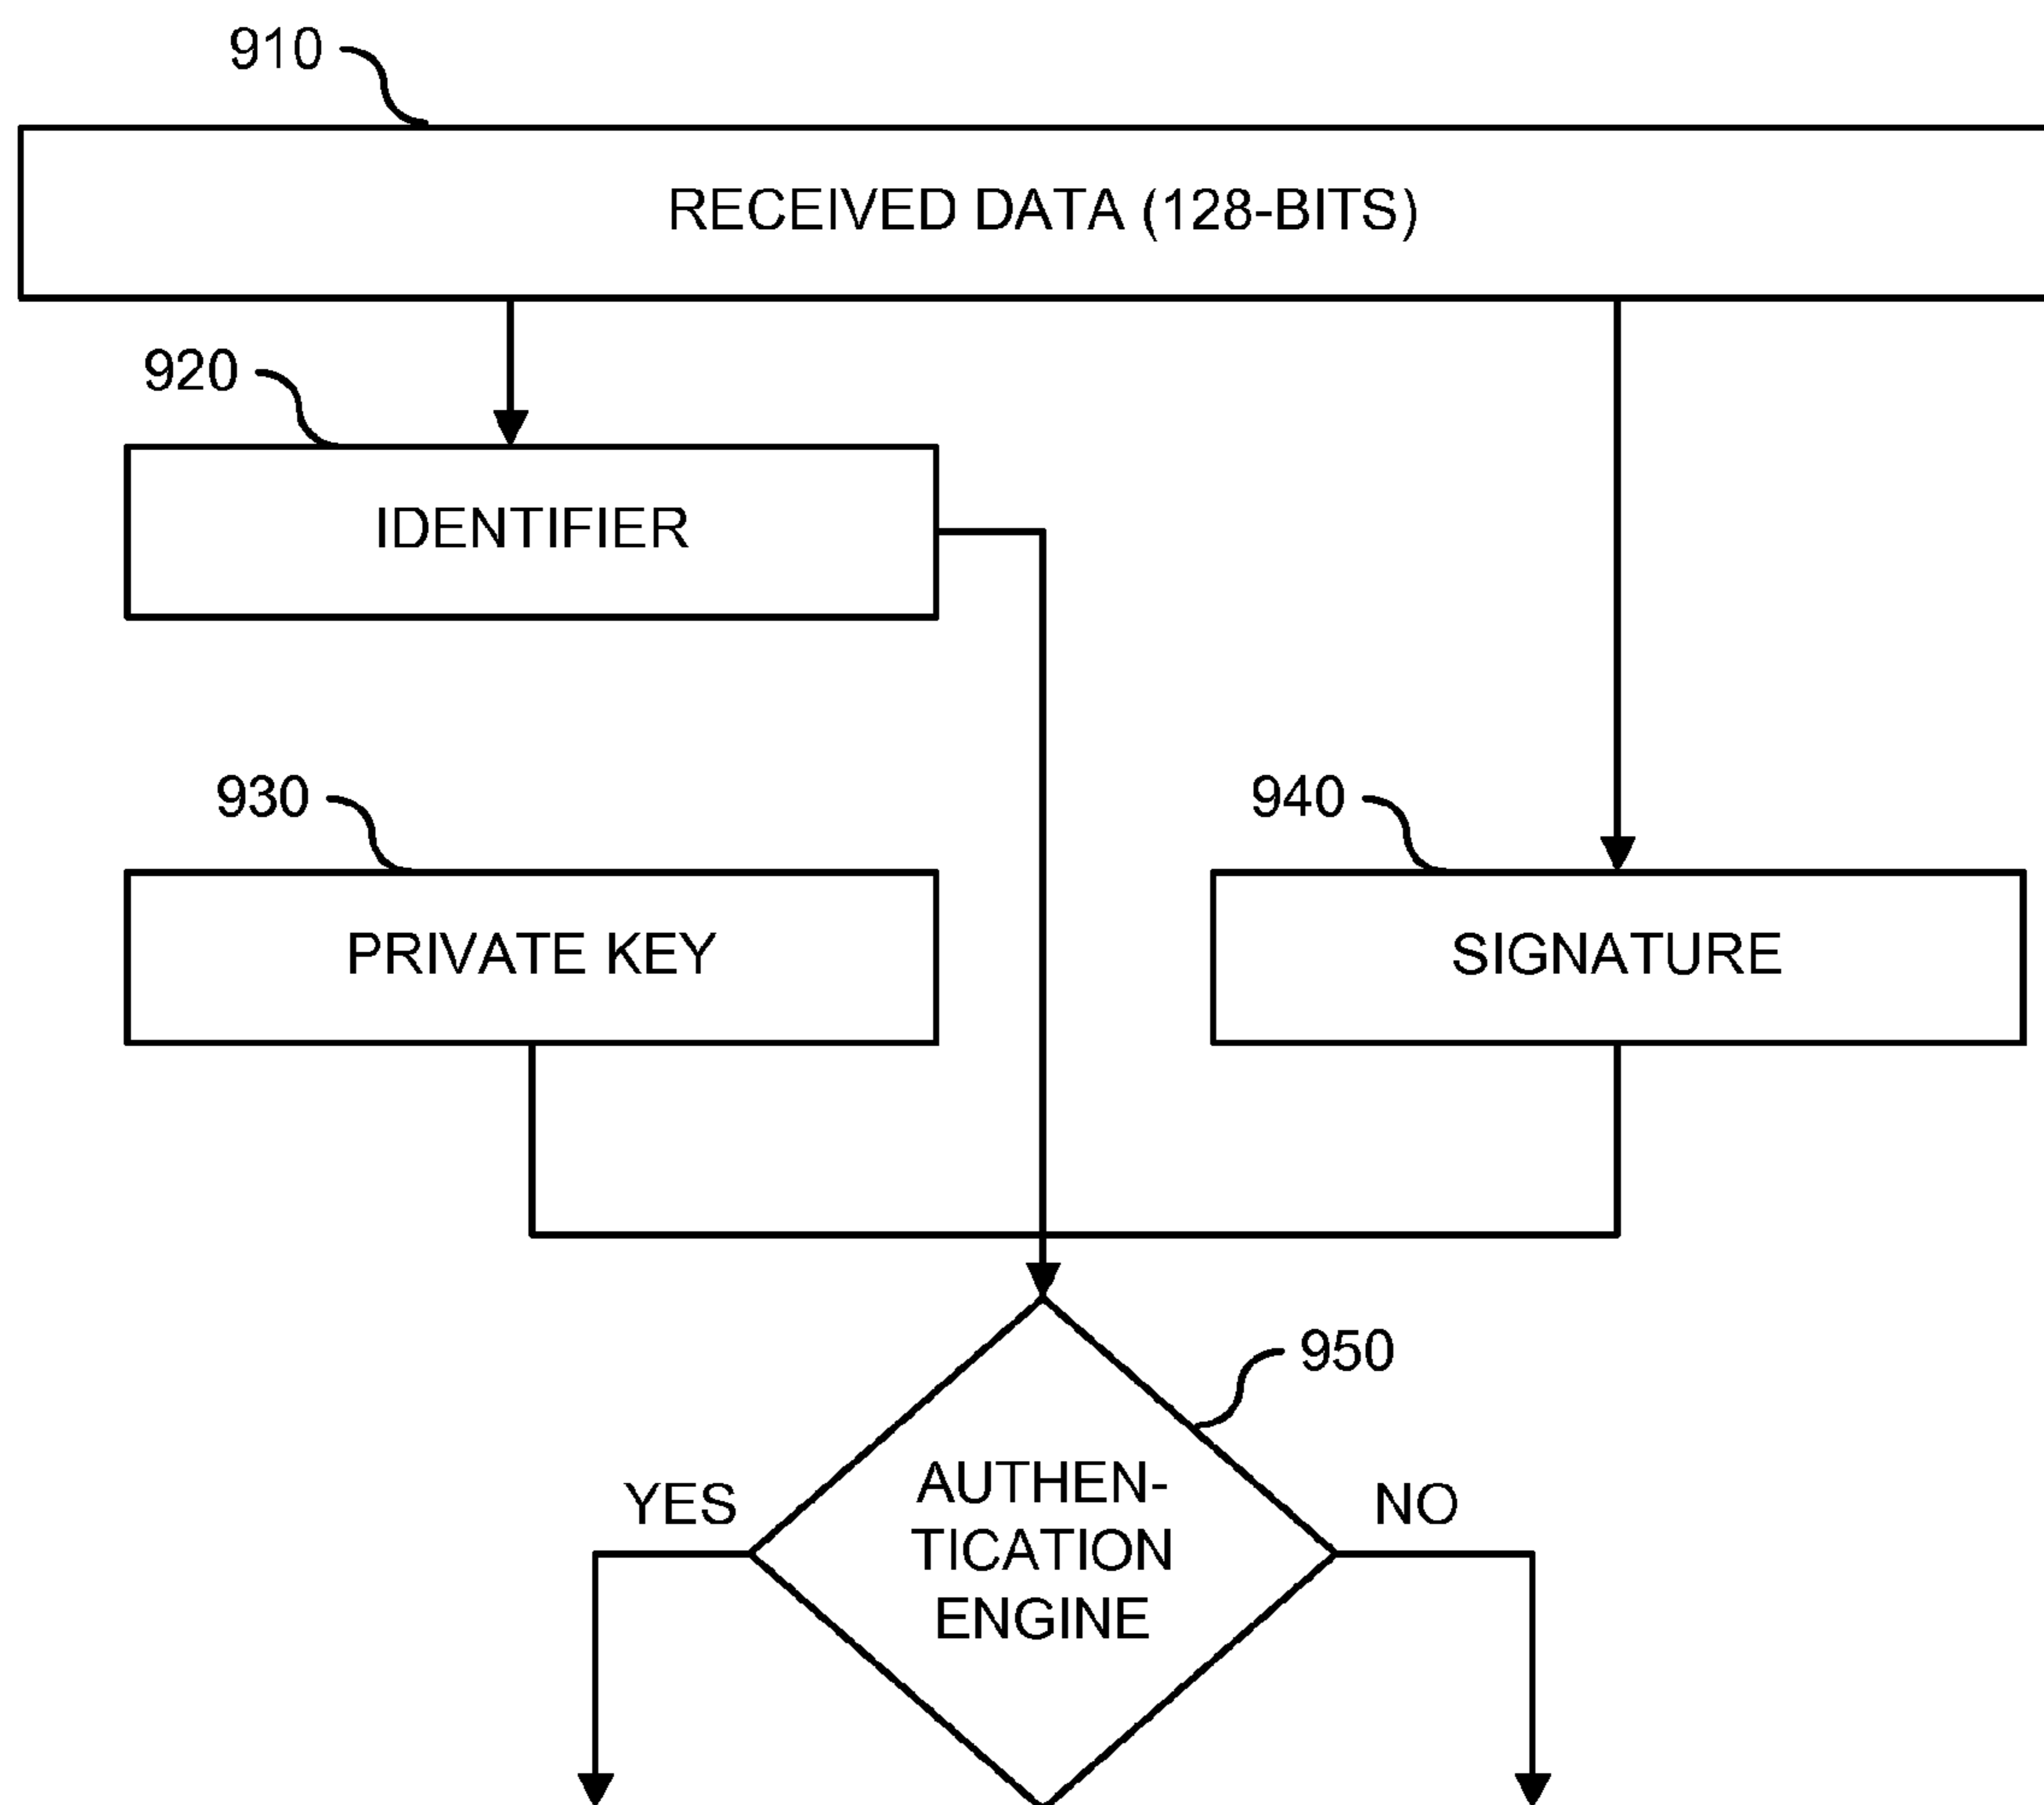 910
RECEIVED DATA (128-BITS)
920
IDENTIFIER
930
940
PRIVATE KEY
SIGNATURE
950
YES
AUTHEN-
TICATION
ENGINE
NO